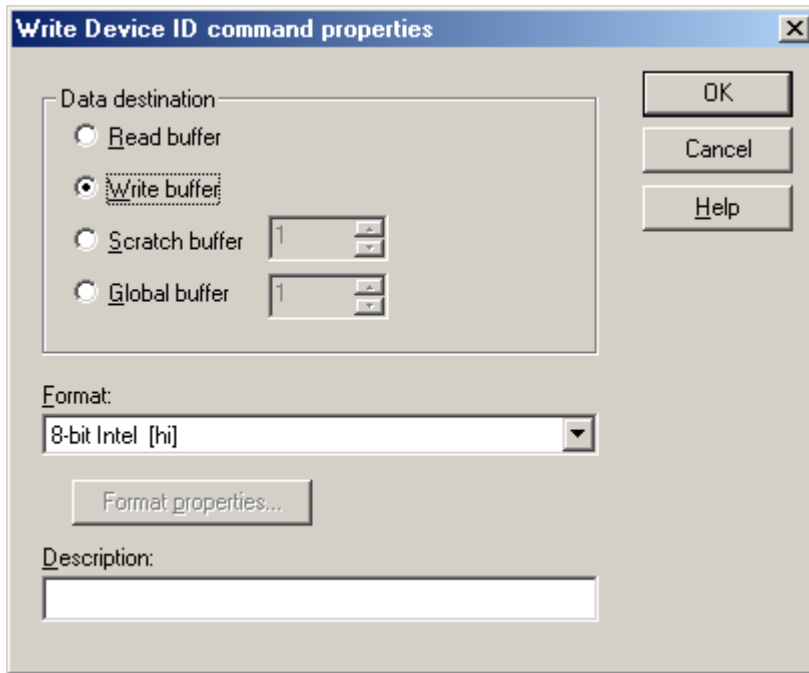 Write Device ID command properties
Data destination
Read buffer
Write buffer
Scratch buffer 1
Global buffer 1
OK
Cancel
Help
Format:
8-bit Intel [hi]
Format properties...
Description: